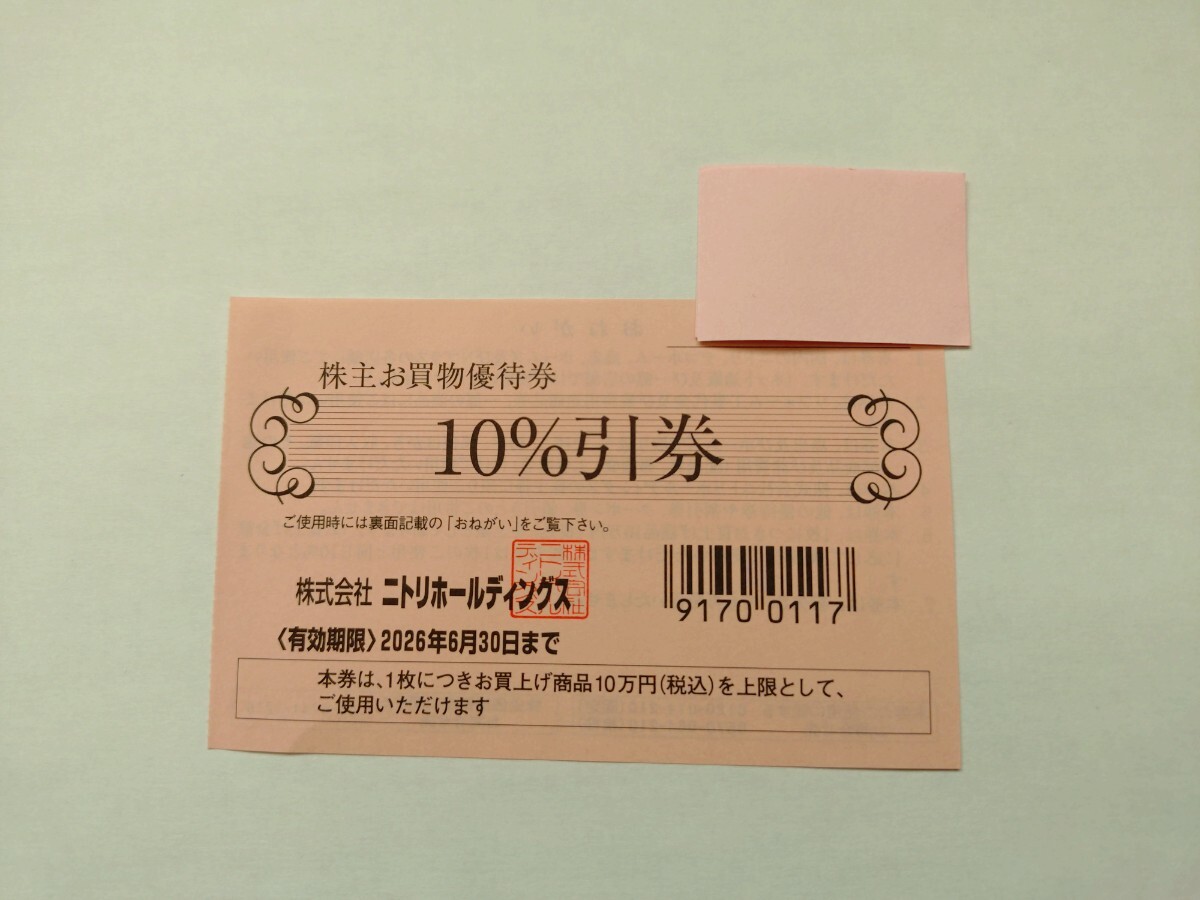 株主お買物優待券
10%引券
ご使用時には裏面記載の「おねがい」をご覧下さい。
株式会社 ニトリホールディングス
〈有効期限〉2026年6月30日まで
9170 0117
本券は、1枚につきお買上げ商品10万円(税込)を上限として、
ご使用いただけます